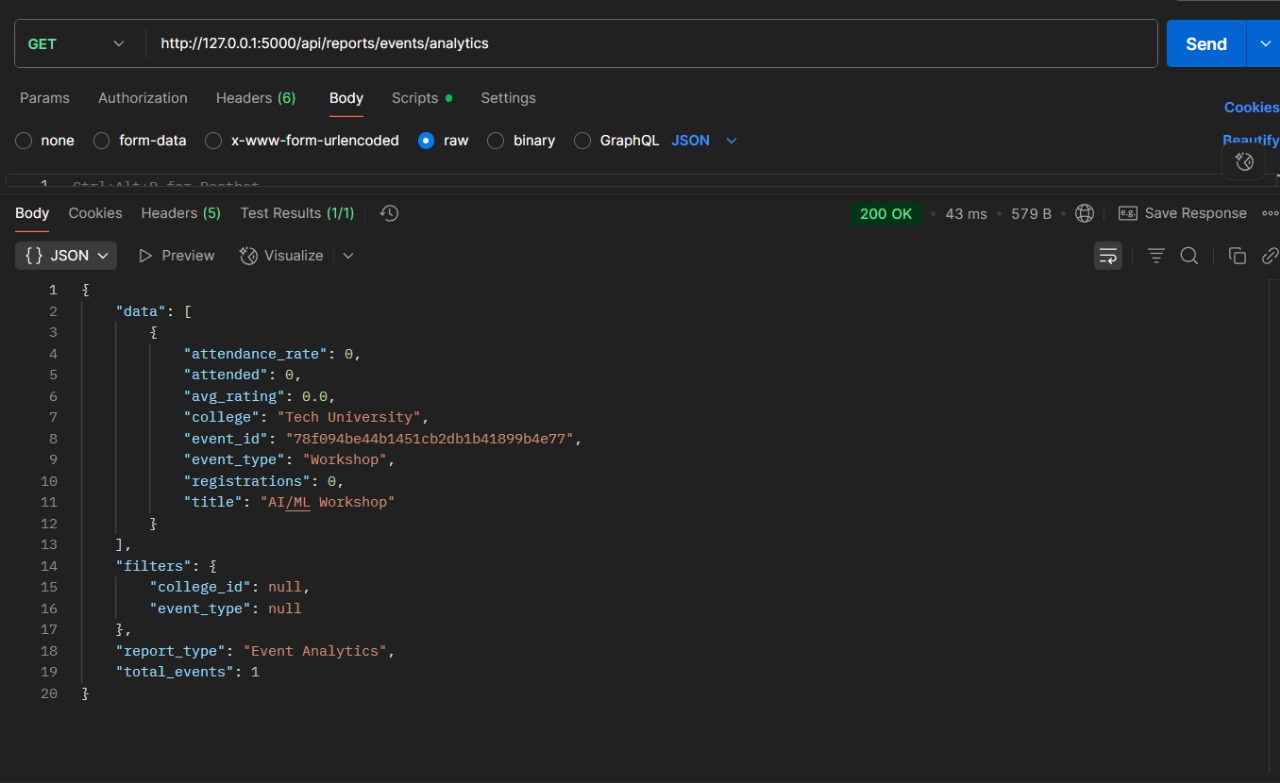 GET http://127.0.0.1:5000/api/reports/events/analytics Send
Params Authorization Headers (6) Body Scripts Settings
Cookies
none form-data x-www-form-urlencoded raw binary GraphQL JSON
Beautify
1 Ctrl+Alt+P for Postbot
Body Cookies Headers (5) Test Results (1/1) 200 OK 43 ms 579 B e.g. Save Response
{} JSON Preview Visualize
1 {
2 "data": [
3 {
4 "attendance_rate": 0,
5 "attended": 0,
6 "avg_rating": 0.0,
7 "college": "Tech University",
8 "event_id": "78f094be44b1451cb2db1b41899b4e77",
9 "event_type": "Workshop",
10 "registrations": 0,
11 "title": "AI/ML Workshop"
12 }
13 ],
14 "filters": {
15 "college_id": null,
16 "event_type": null
17 },
18 "report_type": "Event Analytics",
19 "total_events": 1
20 }